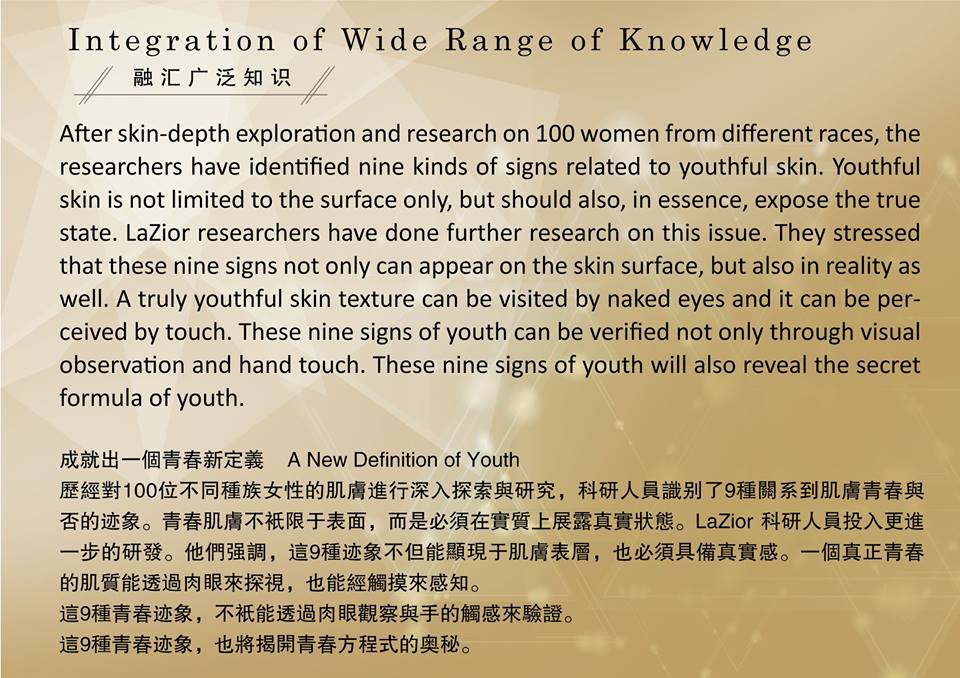 Integration of Wide Range of Knowledge
融汇广泛知识
After skin-depth exploration and research on 100 women from different races, the
researchers have identified nine kinds of signs related to youthful skin. Youthful
skin is not limited to the surface only, but should also, in essence, expose the true
state. LaZior researchers have done further research on this issue. They stressed
that these nine signs not only can appear on the skin surface, but also in reality as
well. A truly youthful skin texture can be visited by naked eyes and it can be per-
ceived by touch. These nine signs of youth can be verified not only through visual
observation and hand touch. These nine signs of youth will also reveal the secret
formula of youth.
成就出一個青春新定義 A New Definition of Youth
歷經對100位不同種族女性的肌膚進行深入探索與研究，科研人員識別了9種關系到肌膚青春與
否的迹象。青春肌膚不衹限于表面，而是必須在實質上展露真實狀態。LaZior 科研人員投入更進
一步的研發。他們强調，這9種迹象不但能顯現于肌膚表層，也必須具備真實感。一個真正青春
的肌質能透過肉眼來探視，也能經觸摸來感知。
這9種青春迹象，不衹能透過肉眼觀察與手的觸感來驗證。
這9種青春迹象，也將揭開青春方程式的奥秘。